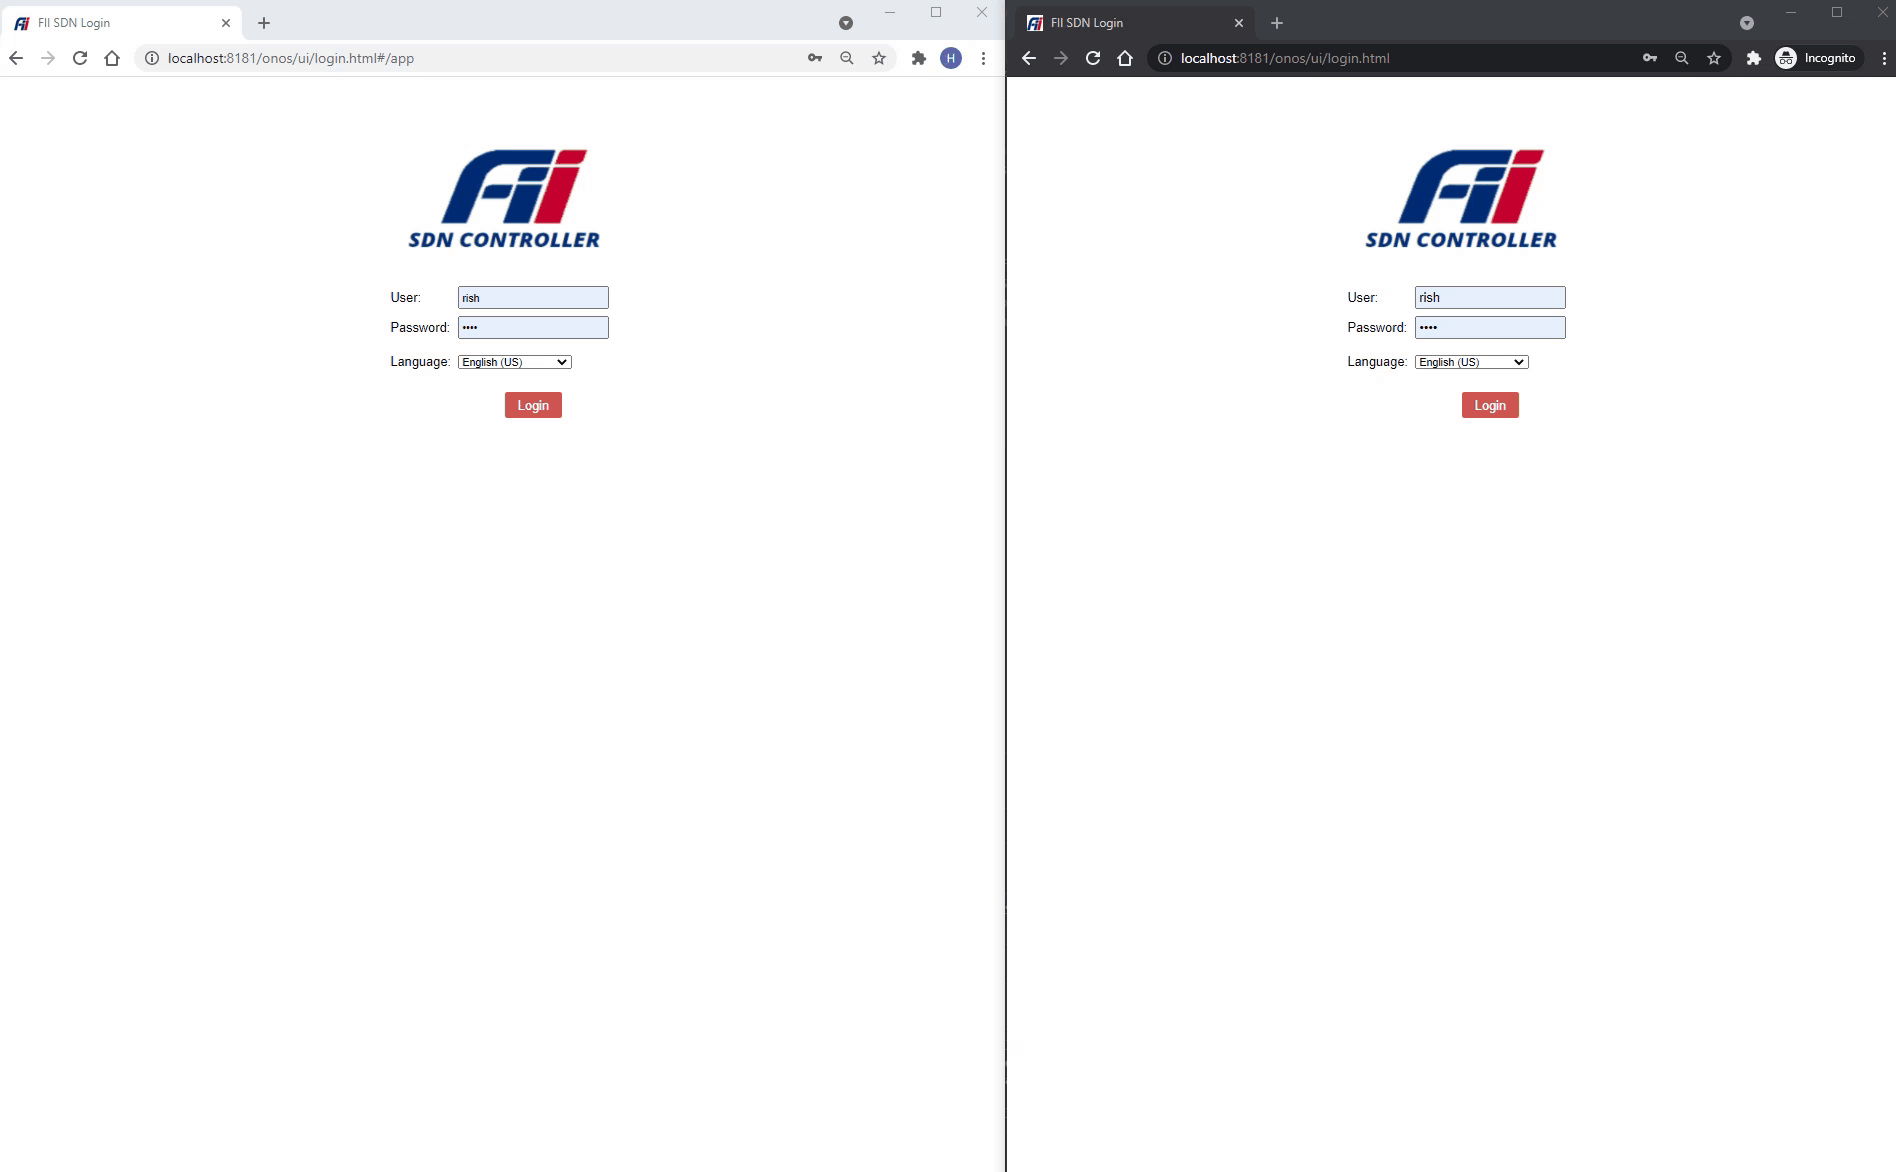 FII SDN Login
localhost:8181/onos/ui/login.html#/app
H
Fii
SDN CONTROLLER
User:
rish
Password:
••••
Language:
English (US)
Login
FII SDN Login
localhost:8181/onos/ui/login.html
Incognito
Fii
SDN CONTROLLER
User:
rish
Password:
••••
Language:
English (US)
Login